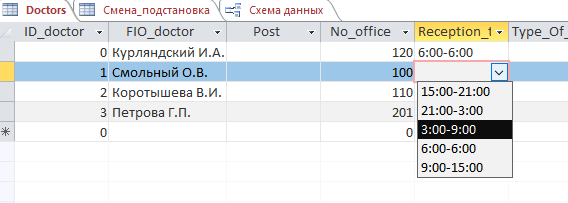 Doctors Смена_подстановка Схема данных
ID_doctor FIO_doctor Post No_office Reception_t Type_Of_
0 Курляндский И.А. 120 6:00-6:00
1 Смольный О.В. 100
2 Коротышева В.И. 110
3 Петрова Г.П. 201
0 0
15:00-21:00
21:00-3:00
3:00-9:00
6:00-6:00
9:00-15:00